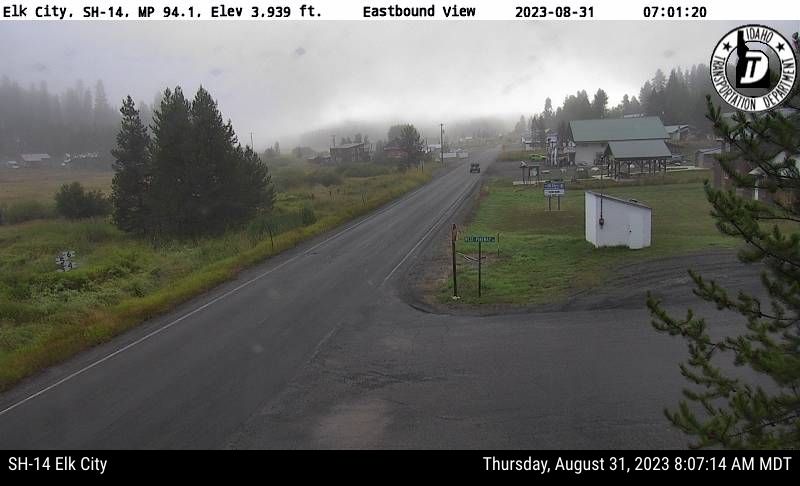 Elk City, SH-14, MP 94.1, Elev 3,939 ft. Eastbound View 2023-08-31 07:01:20
IDAHO
TRANSPORTATION DEPARTMENT
SH-14 Elk City Thursday, August 31, 2023 8:07:14 AM MDT